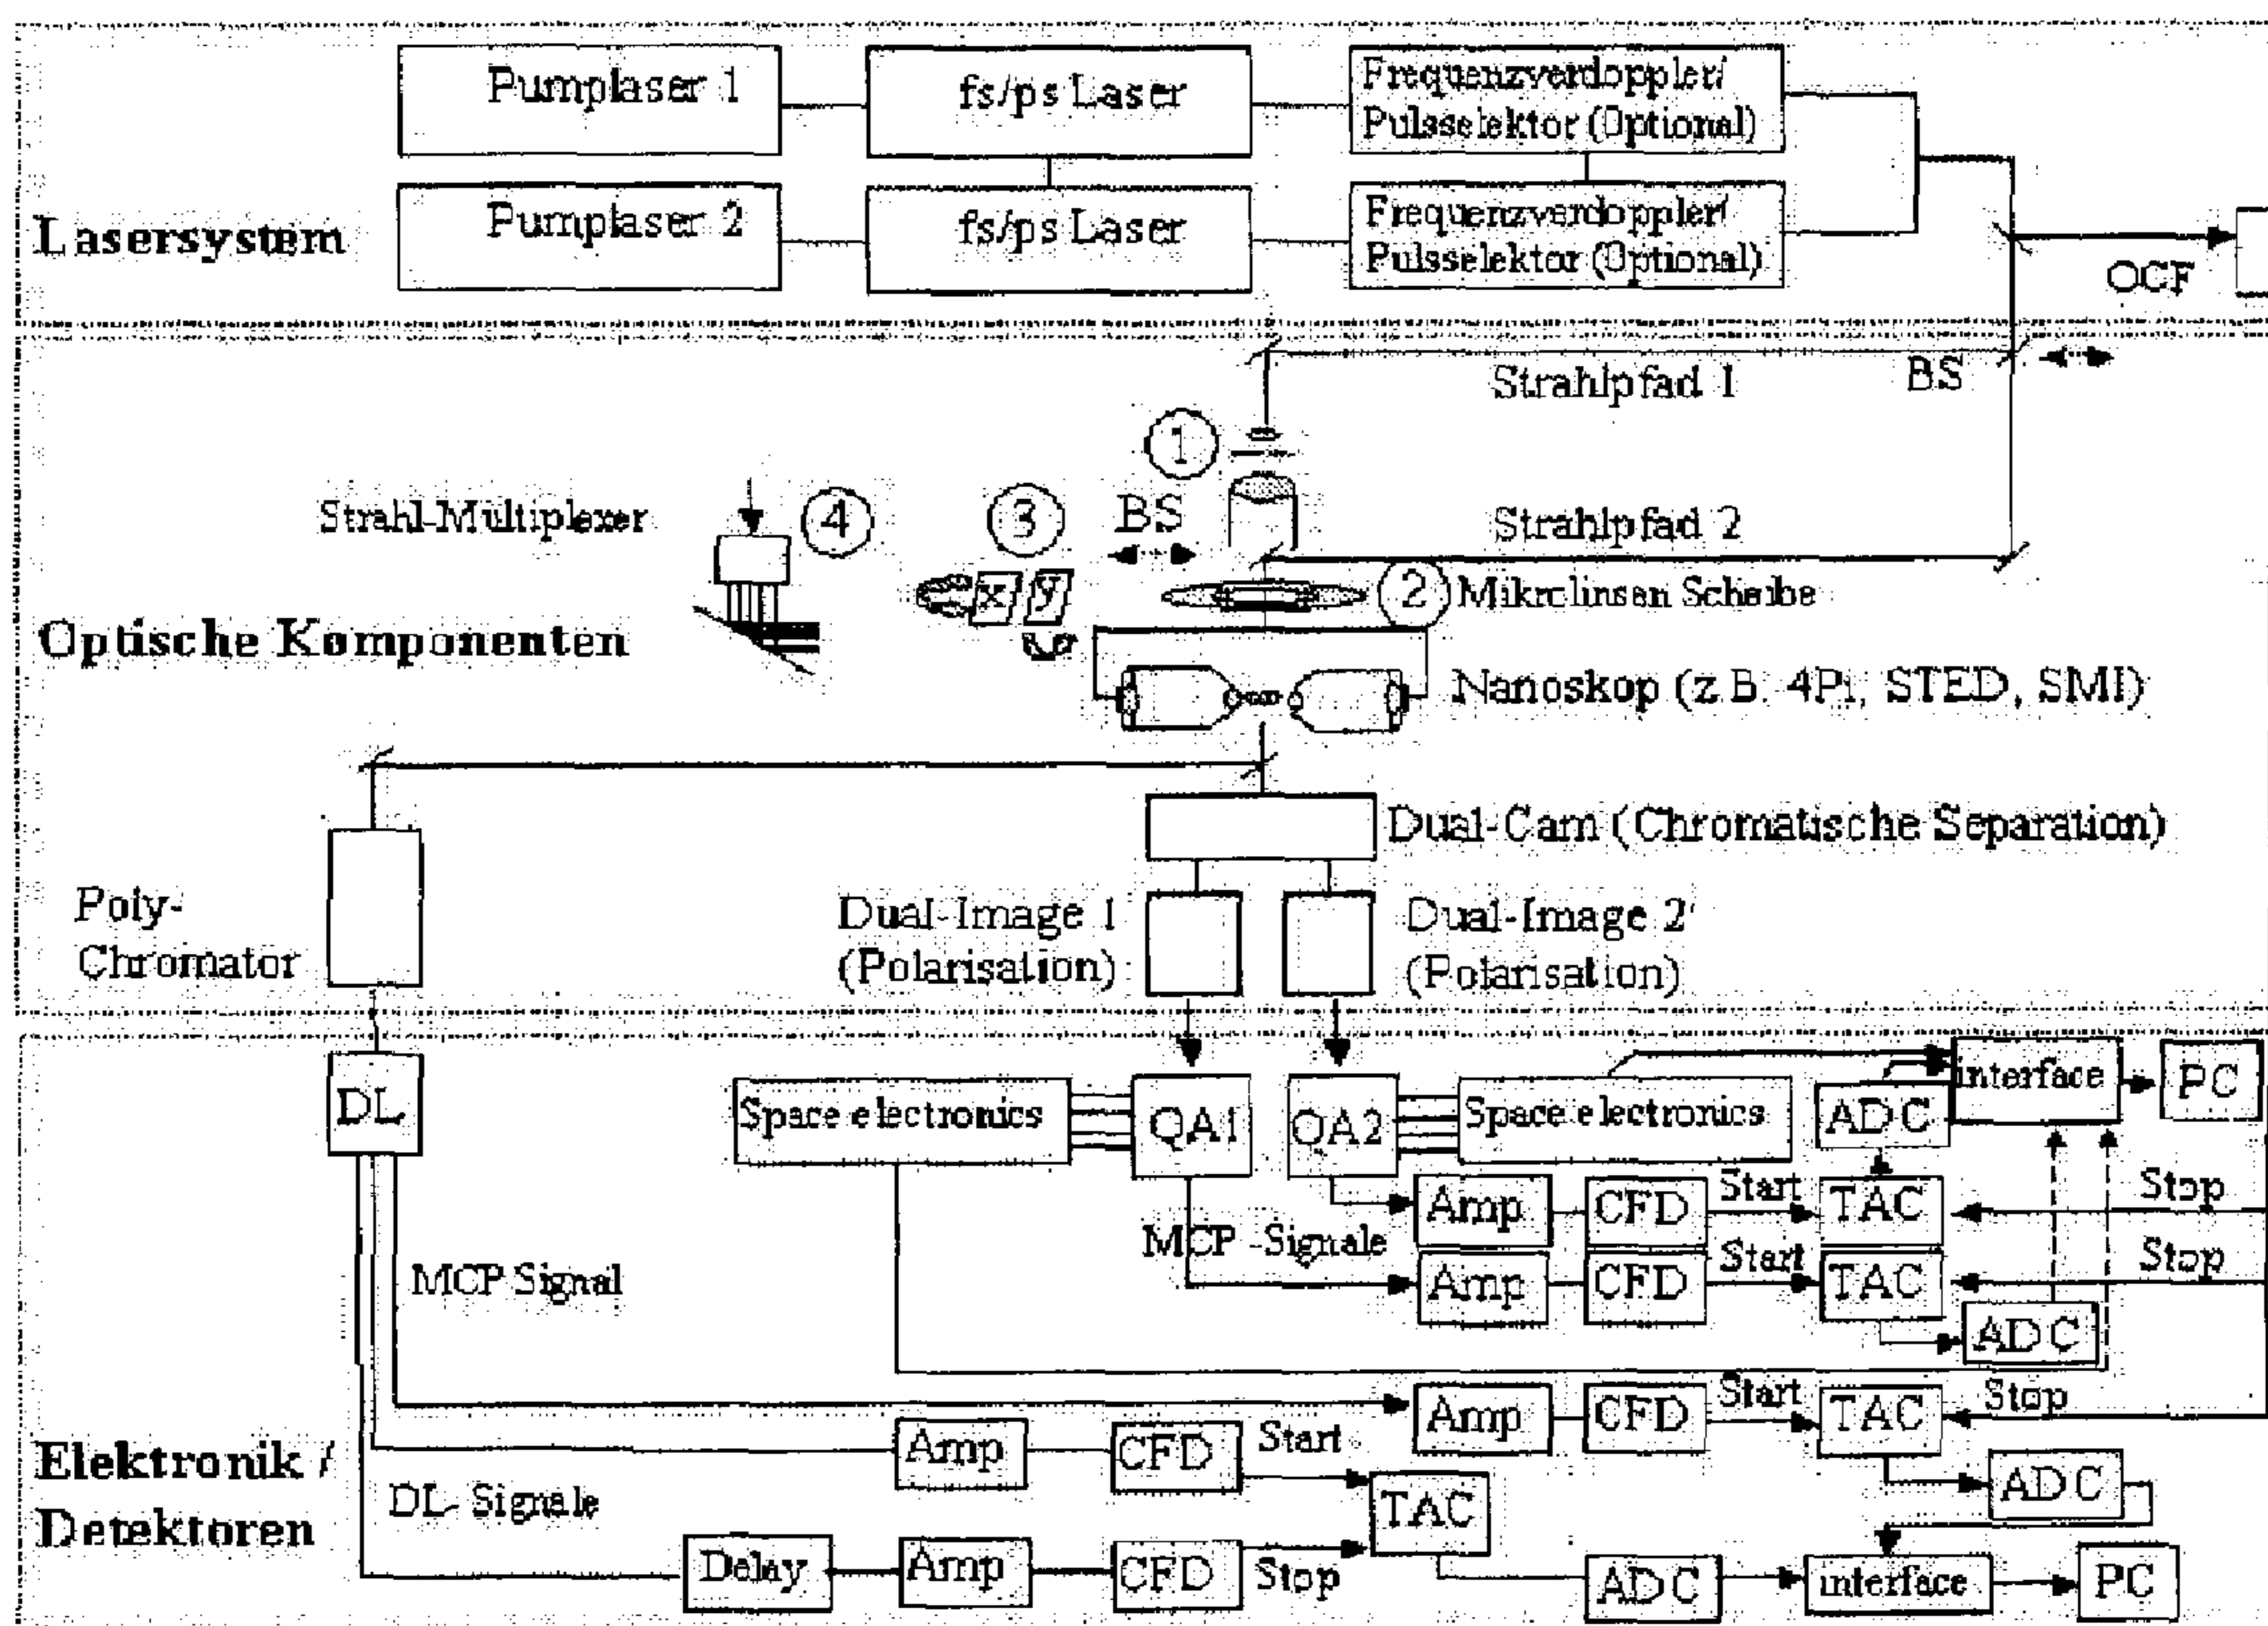 Pumplaser 1
fs/ps Laser
Frequenzverdoppler/
Pulsselektor (Optional)
Lasersystem
Pumplaser 2
fs/ps Laser
Frequenzverdoppler/
Pulsselektor (Optional)
OCF
Strahlpfad 1
BS
1
Strahl-Multiplexer
4
3
BS
Strahlpfad 2
x y
2
Mikrolinsen Scheibe
Optische Komponenten
Nanoskop (z.B. 4Pi, STED, SMI)
Dual-Cam (Chromatische Separation)
Poly-
Chromator
Dual-Image 1
(Polarisation)
Dual-Image 2
(Polarisation)
DL
Space electronics
QA1
QA2
Space electronics
ADC
interface
PC
Amp
CFD
Start
TAC
Stop
MCP -Signale
Amp
CFD
Start
TAC
Stop
MCP Signal
ADC
Amp
CFD
Start
TAC
Stop
Elektronik /
Detektoren
Amp
CFD
Start
ADC
DL- Signale
TAC
Delay
Amp
CFD
Stop
ADC
interface
PC